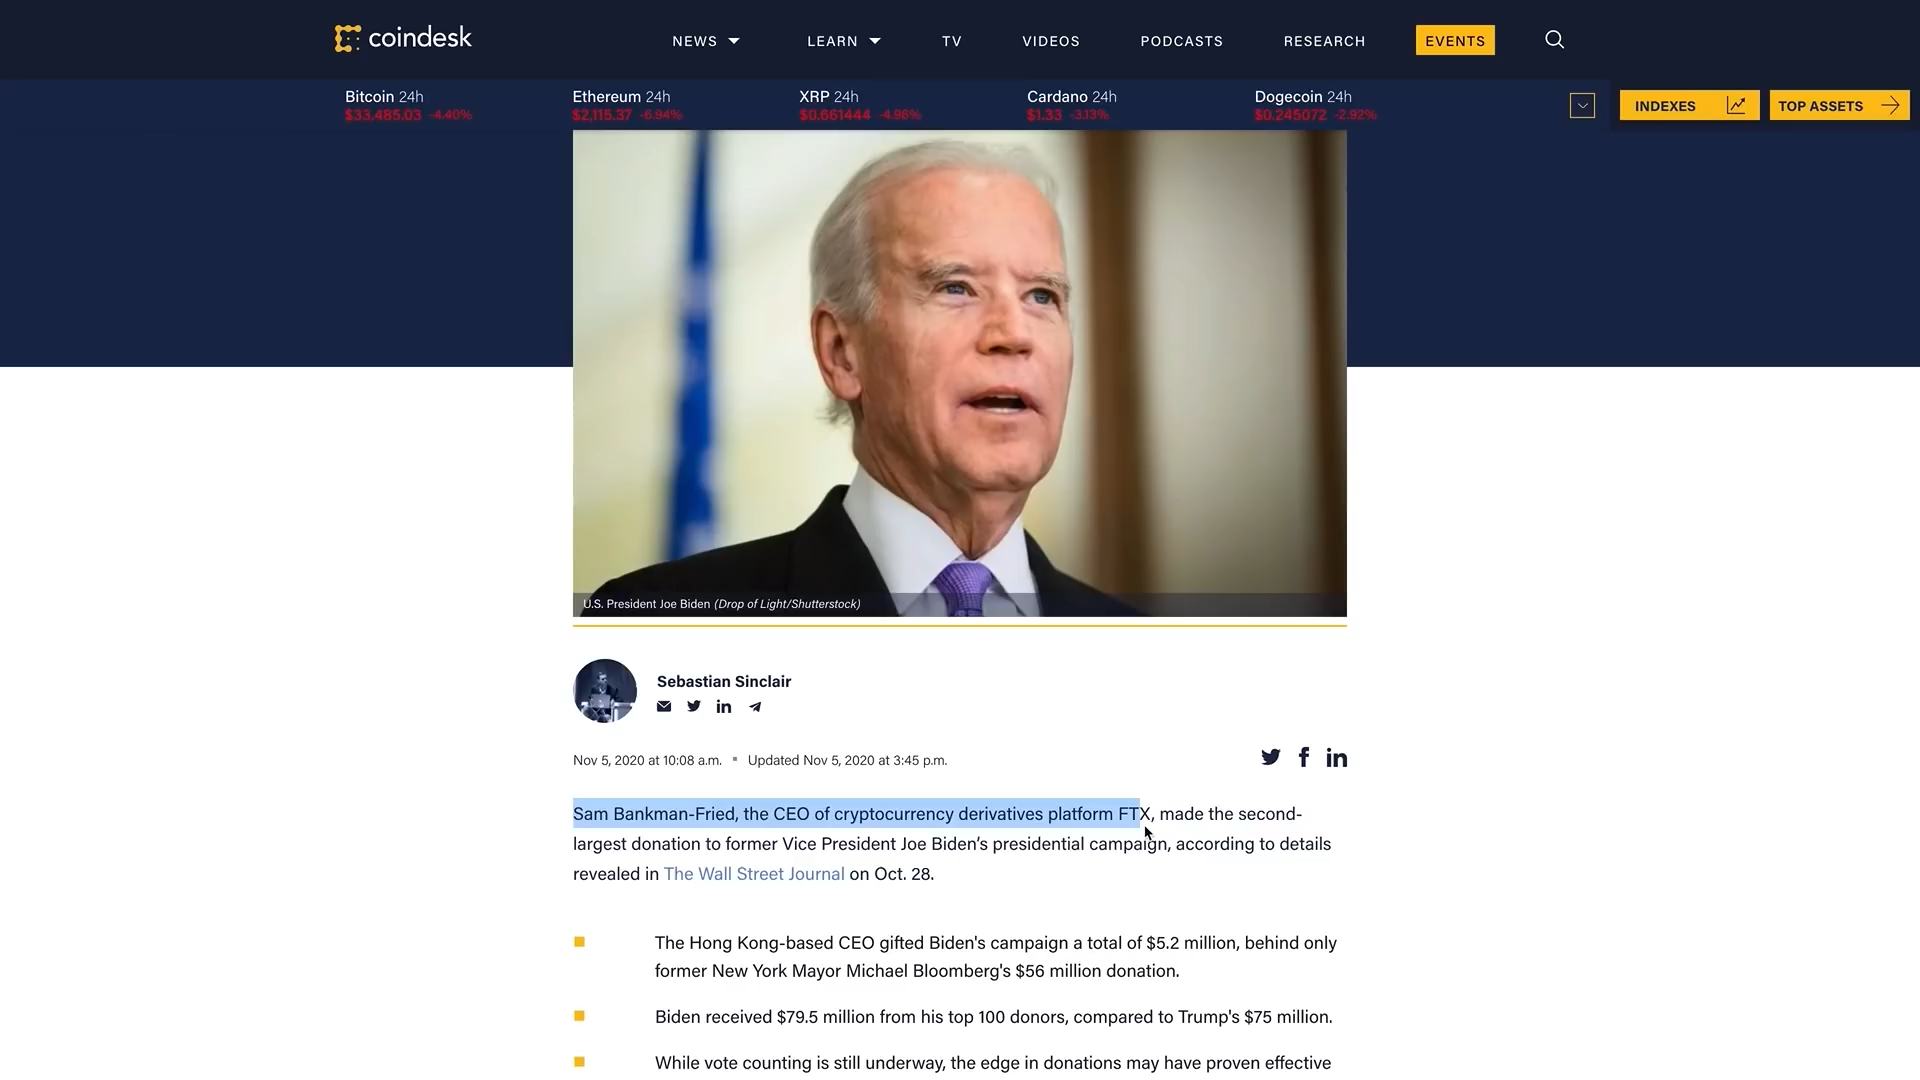 coindesk
NEWS
LEARN
TV
VIDEOS
PODCASTS
RESEARCH
EVENTS
Bitcoin 24h
$33,485.03 -4.40%
Ethereum 24h
$2,115.37 -6.94%
XRP 24h
$0.661444 -4.96%
Cardano 24h
$1.33 -3.13%
Dogecoin 24h
$0.245072 -2.92%
INDEXES
TOP ASSETS
U.S. President Joe Biden (Drop of Light/Shutterstock)
Sebastian Sinclair
Nov 5, 2020 at 10:08 a.m. Updated Nov 5, 2020 at 3:45 p.m.
Sam Bankman-Fried, the CEO of cryptocurrency derivatives platform FTX, made the second-
largest donation to former Vice President Joe Biden’s presidential campaign, according to details
revealed in The Wall Street Journal on Oct. 28.
The Hong Kong-based CEO gifted Biden's campaign a total of $5.2 million, behind only
former New York Mayor Michael Bloomberg's $56 million donation.
Biden received $79.5 million from his top 100 donors, compared to Trump's $75 million.
While vote counting is still underway, the edge in donations may have proven effective